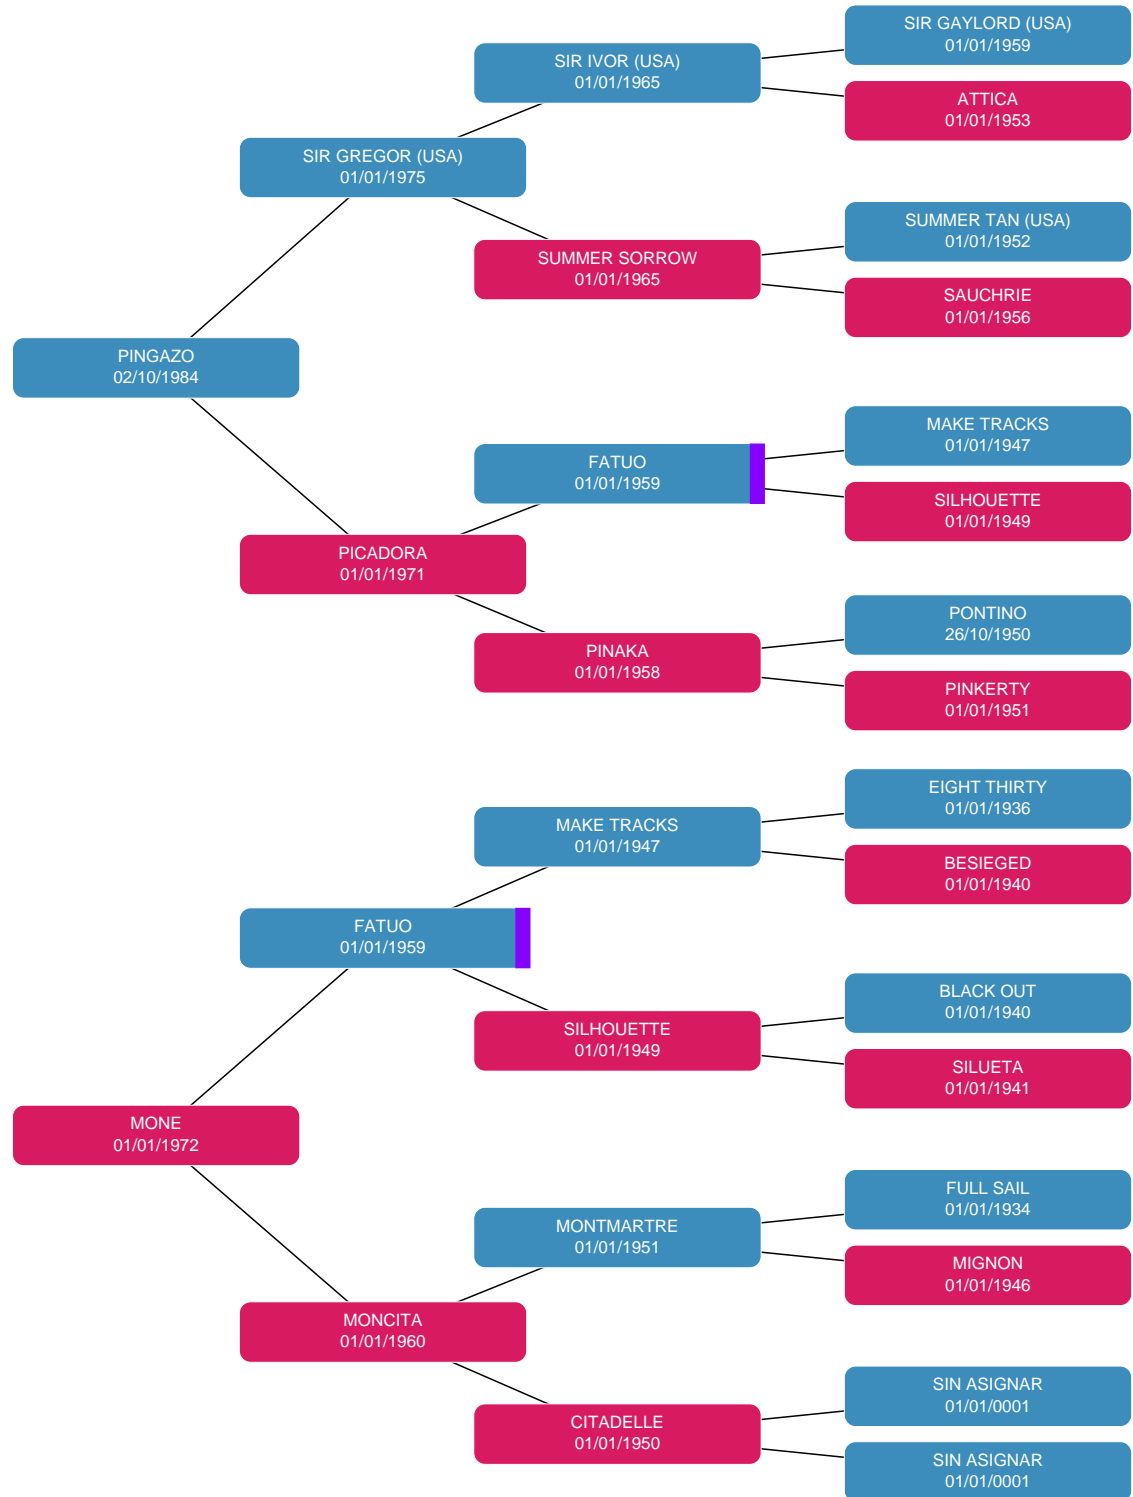 SIR GAYLORD (USA)
01/01/1959
SIR IVOR (USA)
01/01/1965
ATTICA
01/01/1953
SIR GREGOR (USA)
01/01/1975
SUMMER TAN (USA)
01/01/1952
SUMMER SORROW
01/01/1965
SAUCHRIE
01/01/1956
PINGAZO
02/10/1984
MAKE TRACKS
01/01/1947
FATUO
01/01/1959
SILHOUETTE
01/01/1949
PICADORA
01/01/1971
PONTINO
26/10/1950
PINAKA
01/01/1958
PINKERTY
01/01/1951
EIGHT THIRTY
01/01/1936
MAKE TRACKS
01/01/1947
BESIEGED
01/01/1940
FATUO
01/01/1959
BLACK OUT
01/01/1940
SILHOUETTE
01/01/1949
SILUETA
01/01/1941
MONE
01/01/1972
FULL SAIL
01/01/1934
MONTMARTRE
01/01/1951
MIGNON
01/01/1946
MONCITA
01/01/1960
SIN ASIGNAR
01/01/0001
CITADELLE
01/01/1950
SIN ASIGNAR
01/01/0001